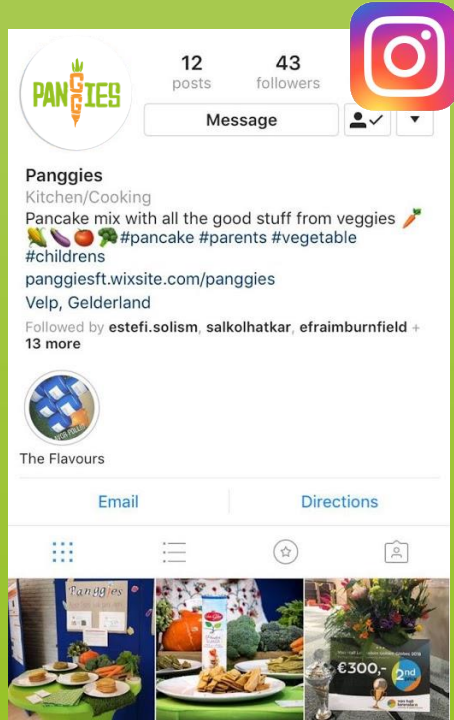 PANGGIES
12 43
posts followers
Message
Panggies
Kitchen/Cooking
Pancake mix with all the good stuff from veggies 🥕
🌽🍆🍅🥦#pancake #parents #vegetable
#childrens
panggiesft.wixsite.com/panggies
Velp, Gelderland
Followed by estefi.solism, salkolhatkar, efraimburnfield +
13 more
The Flavours
Email Directions
Panggies
€300,-
2nd